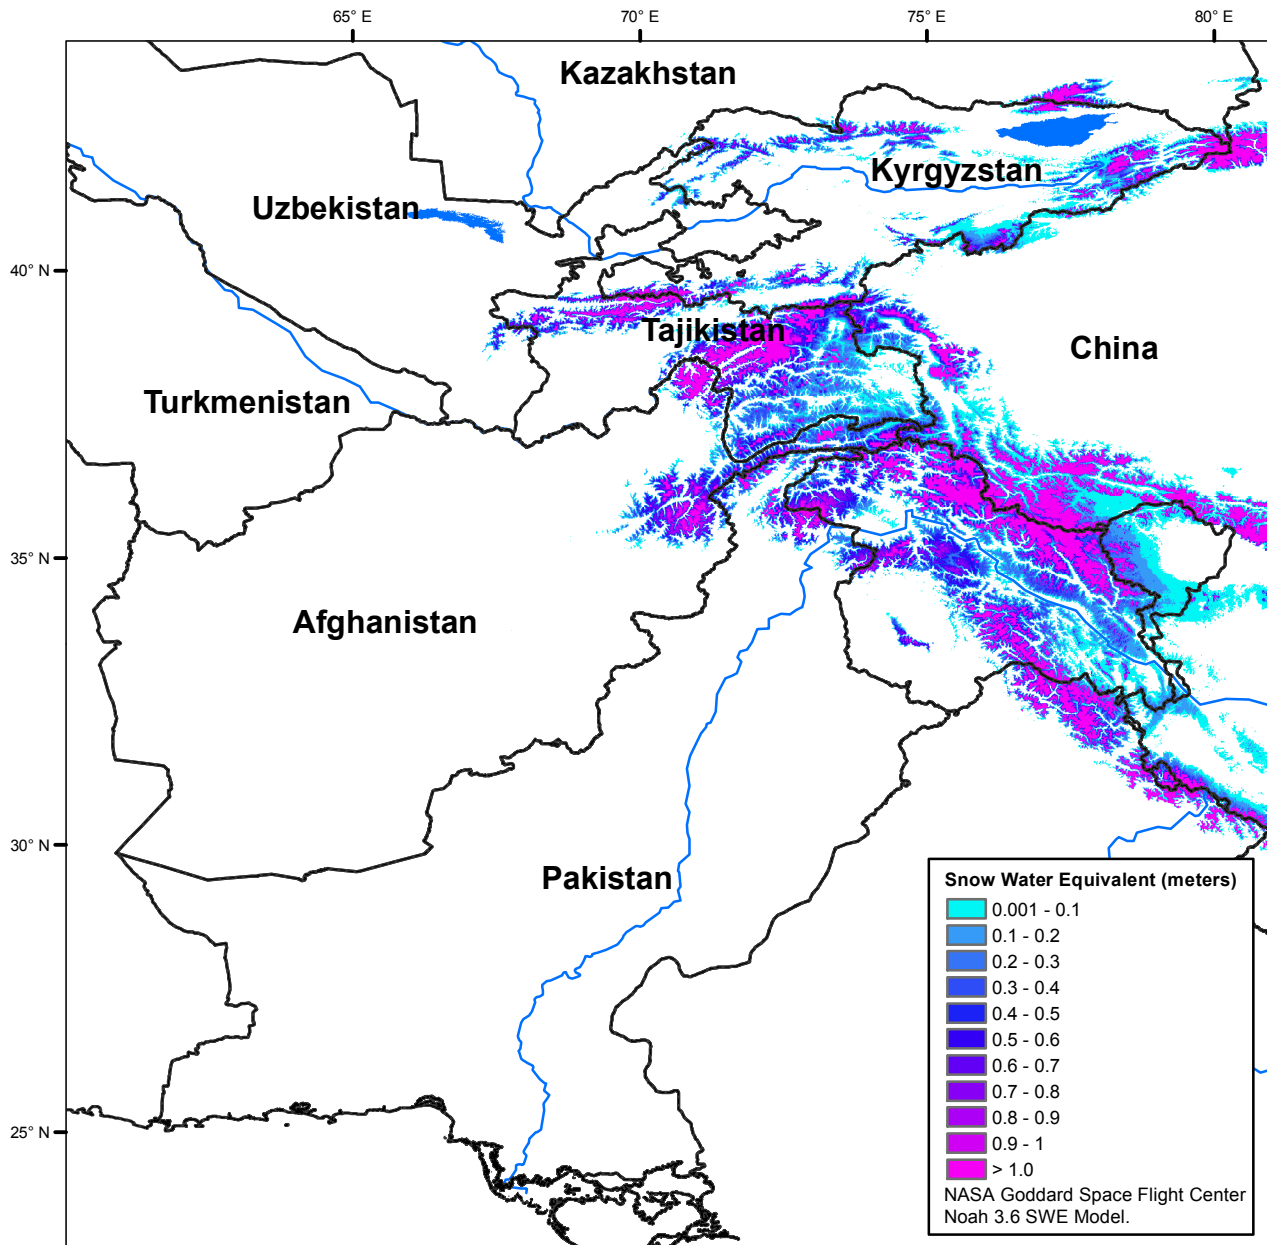 65° E
70° E
75° E
80° E
Kazakhstan
Kyrgyzstan
Uzbekistan
40° N
Tajikistan
China
Turkmenistan
35° N
Afghanistan
30° N
Pakistan
25° N
Snow Water Equivalent (meters)
0.001 - 0.1
0.1 - 0.2
0.2 - 0.3
0.3 - 0.4
0.4 - 0.5
0.5 - 0.6
0.6 - 0.7
0.7 - 0.8
0.8 - 0.9
0.9 - 1
> 1.0
NASA Goddard Space Flight Center
Noah 3.6 SWE Model.